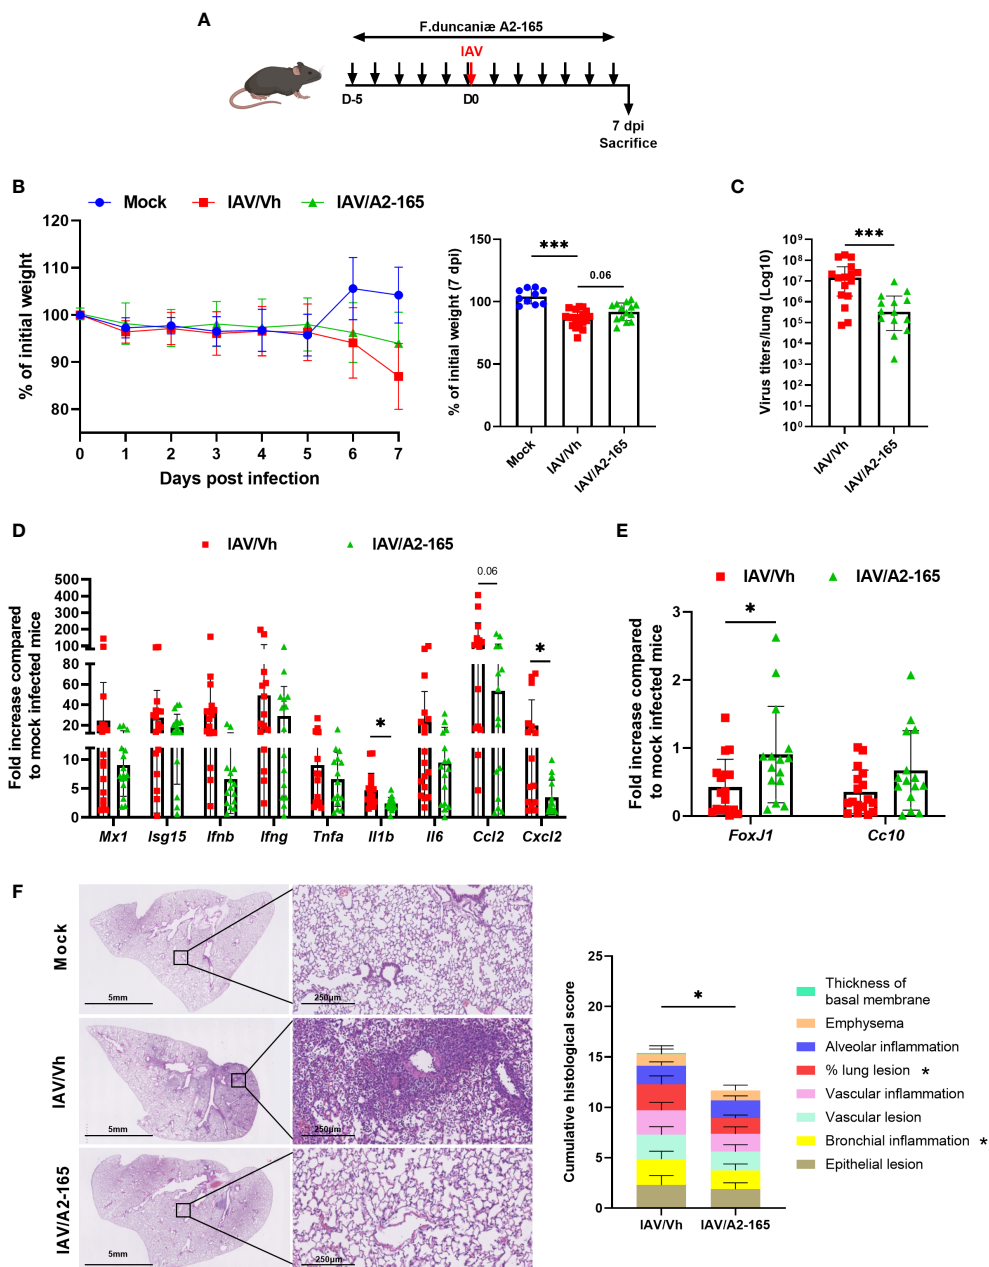 A
F.duncaniæ A2-165
IAV
D-5
D0
7 dpi
Sacrifice
B
Mock
IAV/Vh
IAV/A2-165
% of initial weight
120
110
100
90
80
0
1
2
3
4
5
6
7
Days post infection
% of initial weight (7 dpi)
150
100
50
0
***
0.06
Mock
IAV/Vh
IAV/A2-165
C
Virus titers/lung (Log10)
10⁹
10⁸
10⁷
10⁶
10⁵
10⁴
10³
10²
10¹
10⁰
***
IAV/Vh
IAV/A2-165
D
IAV/Vh
IAV/A2-165
Fold increase compared
to mock infected mice
500
400
300
200
100
80
60
40
20
10
5
0
*
0.06
*
Mx1
Isg15
Ifnb
Ifng
Tnfa
Il1b
Il6
Ccl2
Cxcl2
E
IAV/Vh
IAV/A2-165
Fold increase compared
to mock infected mice
3
2
1
0
*
FoxJ1
Cc10
F
Mock
5mm
250µm
IAV/Vh
5mm
250µm
IAV/A2-165
5mm
250µm
Cumulative histological score
25
20
15
10
5
0
*
IAV/Vh
IAV/A2-165
Thickness of
basal membrane
Emphysema
Alveolar inflammation
% lung lesion *
Vascular inflammation
Vascular lesion
Bronchial inflammation *
Epithelial lesion